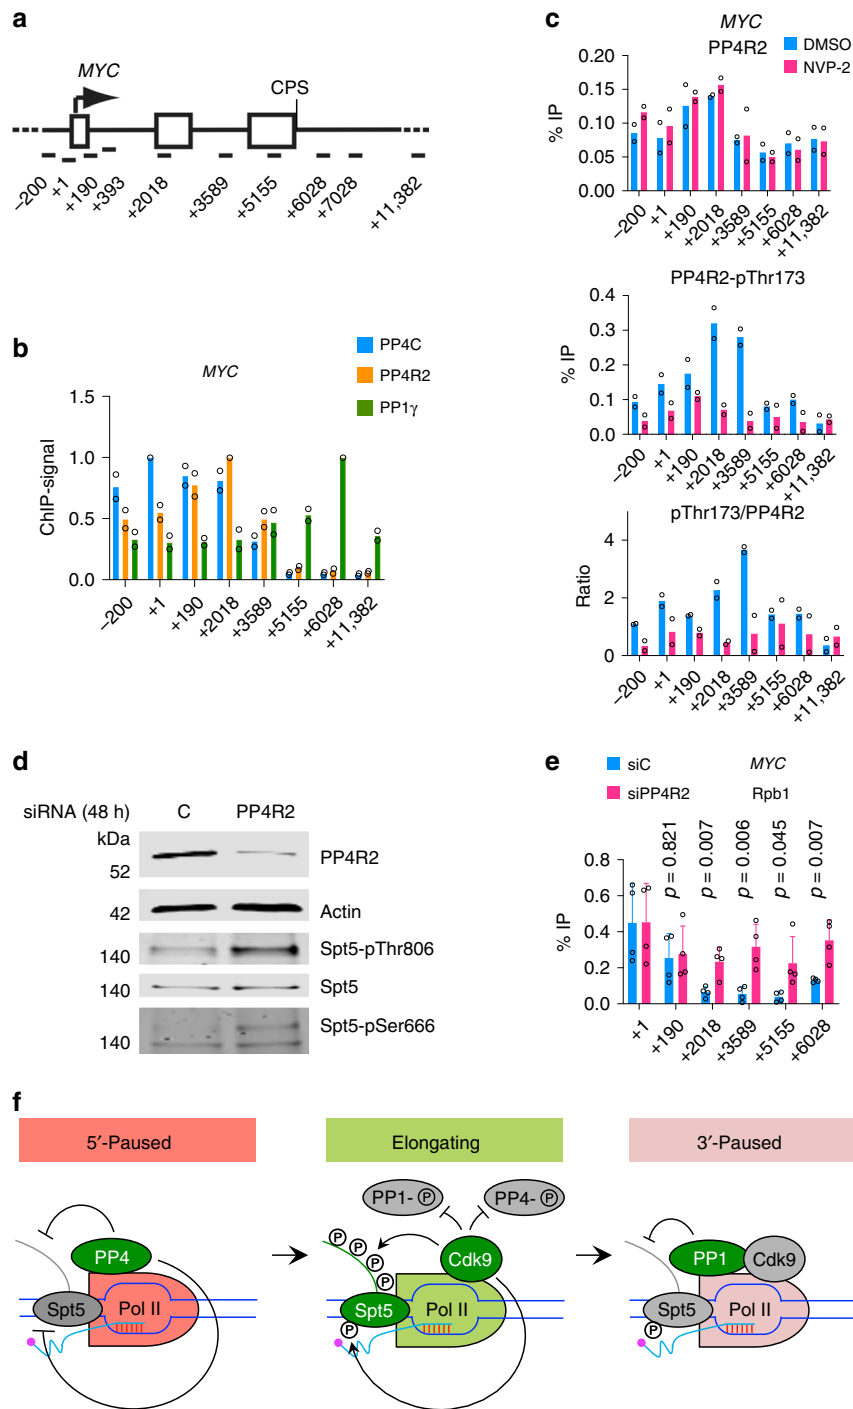 a
MYC
CPS
–200
+1
+190
+393
+2018
+3589
+5155
+6028
+7028
+11,382
b
PP4C
PP4R2
PP1γ
MYC
ChIP-signal
1.5
1.0
0.5
0.0
–200
+1
+190
+2018
+3589
+5155
+6028
+11,382
c
MYC
PP4R2
DMSO
NVP-2
% IP
0.20
0.15
0.10
0.05
0.00
–200
+1
+190
+2018
+3589
+5155
+6028
+11,382
PP4R2-pThr173
% IP
0.4
0.3
0.2
0.1
0.0
–200
+1
+190
+2018
+3589
+5155
+6028
+11,382
pThr173/PP4R2
Ratio
4
2
0
–200
+1
+190
+2018
+3589
+5155
+6028
+11,382
d
siRNA (48 h) C PP4R2
kDa
52 PP4R2
42 Actin
140 Spt5-pThr806
140 Spt5
140 Spt5-pSer666
e
siC
siPP4R2
MYC
Rpb1
p = 0.821
p = 0.007
p = 0.006
p = 0.045
p = 0.007
% IP
0.8
0.6
0.4
0.2
0.0
+1
+190
+2018
+3589
+5155
+6028
f
5′-Paused
PP4
Spt5
Pol II
Elongating
PP1- P
PP4- P
P
P
P
P
Cdk9
Spt5
Pol II
P
3′-Paused
PP1
Cdk9
Spt5
Pol II
P